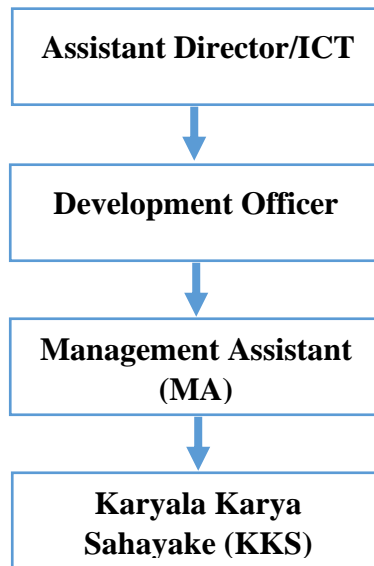 Assistant Director/ICT
Development Officer
Management Assistant
(MA)
Karyala Karya
Sahayake (KKS)